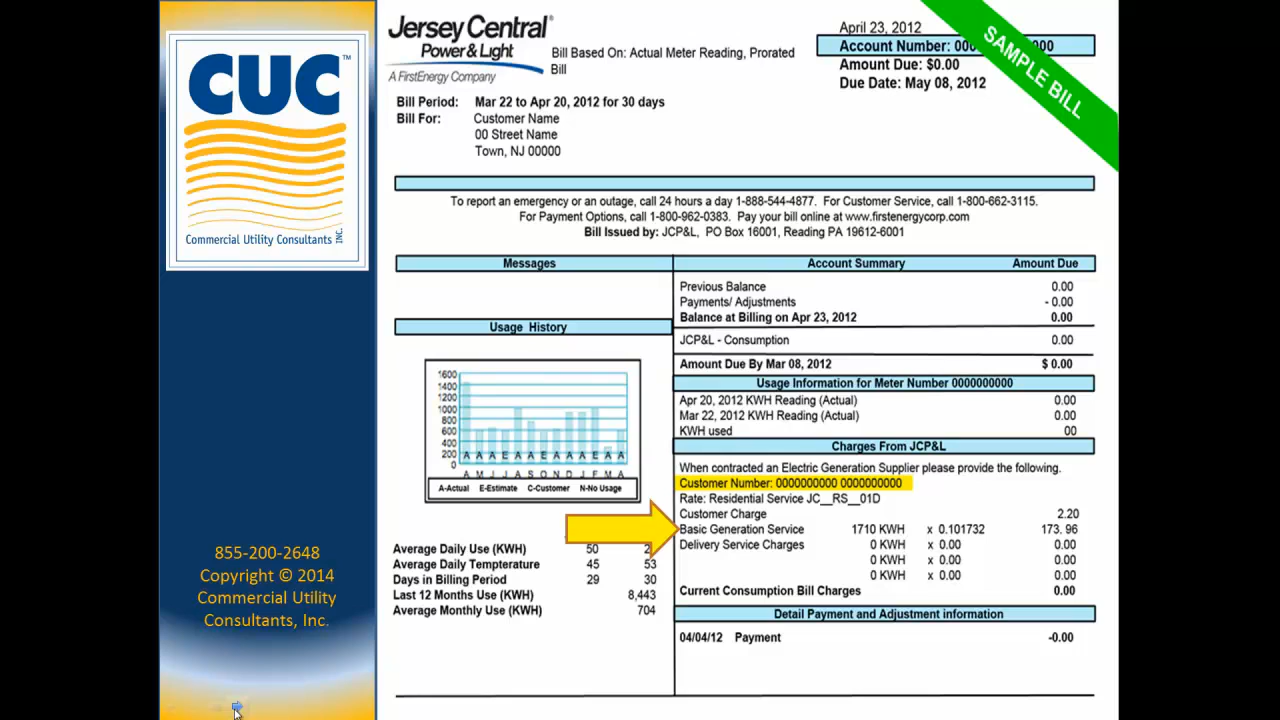 CUC™
Commercial Utility Consultants INC.
855-200-2648
Copyright © 2014
Commercial Utility
Consultants, Inc.
Jersey Central®
Power & Light
A FirstEnergy Company
Bill Based On: Actual Meter Reading, Prorated
Bill
April 23, 2012
Account Number: 000
Amount Due: $0.00
Due Date: May 08, 2012
SAMPLE BILL
Bill Period: Mar 22 to Apr 20, 2012 for 30 days
Bill For: Customer Name
00 Street Name
Town, NJ 00000
To report an emergency or an outage, call 24 hours a day 1-888-544-4877. For Customer Service, call 1-800-662-3115.
For Payment Options, call 1-800-962-0383. Pay your bill online at www.firstenergycorp.com
Bill Issued by: JCP&L, PO Box 16001, Reading PA 19612-6001
Messages
Usage History
1600
1400
1200
1000
800
600
400
200
0
A A A E A A E A A A E A A
A M J J A S O N D J F M A
A-Actual E-Estimate C-Customer N-No Usage
Average Daily Use (KWH) 50
Average Daily Tempterature 45 53
Days in Billing Period 29 30
Last 12 Months Use (KWH) 8,443
Average Monthly Use (KWH) 704
Account Summary Amount Due
Previous Balance 0.00
Payments/ Adjustments - 0.00
Balance at Billing on Apr 23, 2012 0.00
JCP&L - Consumption 0.00
Amount Due By Mar 08, 2012 $ 0.00
Usage Information for Meter Number 0000000000
Apr 20, 2012 KWH Reading (Actual) 0.00
Mar 22, 2012 KWH Reading (Actual) 0.00
KWH used 00
Charges From JCP&L
When contracted an Electric Generation Supplier please provide the following.
Customer Number: 0000000000 0000000000
Rate: Residential Service JC__RS__01D
Customer Charge 2.20
Basic Generation Service 1710 KWH x 0.101732 173. 96
Delivery Service Charges 0 KWH x 0.00 0.00
0 KWH x 0.00 0.00
0 KWH x 0.00 0.00
Current Consumption Bill Charges 0.00
Detail Payment and Adjustment information
04/04/12 Payment -0.00